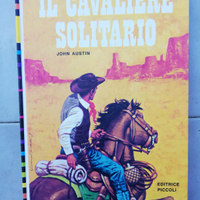 IL CAVALIERE
SOLITARIO
JOHN AUSTIN
EDITRICE
PICCOLI